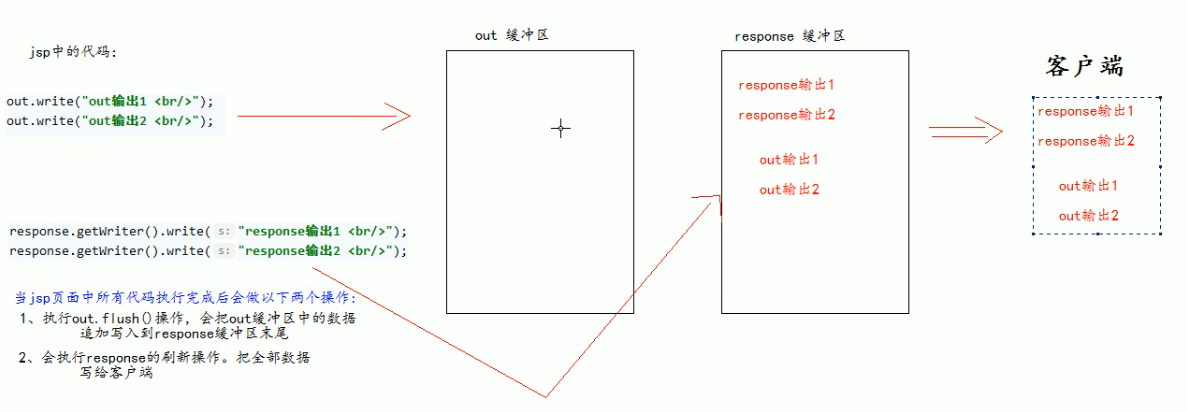 jsp中的代码:
out.write("out输出1 <br/>");
out.write("out输出2 <br/>");
response.getWriter().write( s: "response输出1 <br/>");
response.getWriter().write( s: "response输出2 <br/>");
当jsp页面中所有代码执行完成后会做以下两个操作:
1、执行out.flush()操作，会把out缓冲区中的数据
追加写入到response缓冲区末尾
2、会执行response的刷新操作。把全部数据
写给客户端
out 缓冲区
response 缓冲区
response输出1
response输出2
out输出1
out输出2
客户端
response输出1
response输出2
out输出1
out输出2